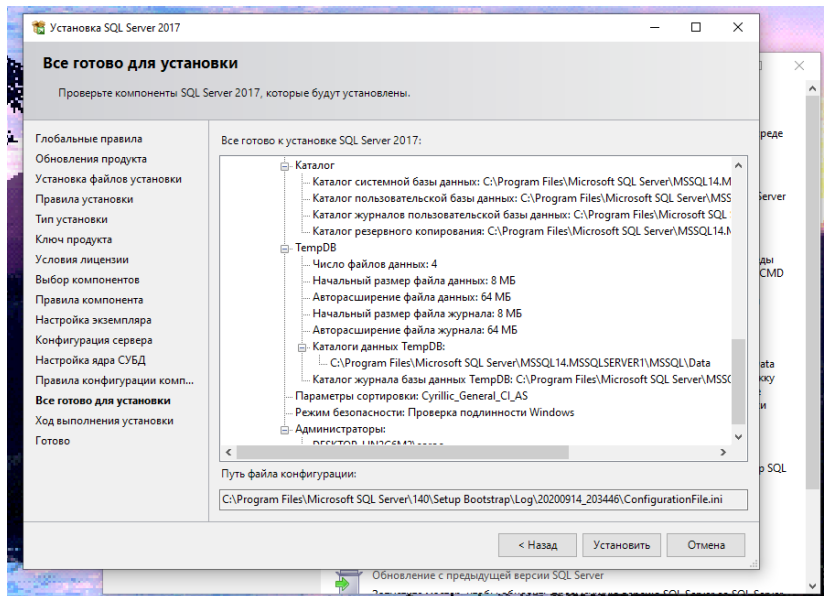 Установка SQL Server 2017
Все готово для установки
Проверьте компоненты SQL Server 2017, которые будут установлены.
Глобальные правила
Обновления продукта
Установка файлов установки
Правила установки
Тип установки
Ключ продукта
Условия лицензии
Выбор компонентов
Правила компонента
Настройка экземпляра
Конфигурация сервера
Настройка ядра СУБД
Правила конфигурации комп...
Все готово для установки
Ход выполнения установки
Готово
Все готово к установке SQL Server 2017:
Каталог
Каталог системной базы данных: C:\Program Files\Microsoft SQL Server\MSSQL14.M
Каталог пользовательской базы данных: C:\Program Files\Microsoft SQL Server\MSS
Каталог журналов пользовательской базы данных: C:\Program Files\Microsoft SQL
Каталог резервного копирования: C:\Program Files\Microsoft SQL Server\MSSQL14.
TempDB
Число файлов данных: 4
Начальный размер файла данных: 8 МБ
Авторасширение файла данных: 64 МБ
Начальный размер файла журнала: 8 МБ
Авторасширение файла журнала: 64 МБ
Каталоги данных TempDB:
C:\Program Files\Microsoft SQL Server\MSSQL14.MSSQLSERVER1\MSSQL\Data
Каталог журнала базы данных TempDB: C:\Program Files\Microsoft SQL Server\MSSQ
Параметры сортировки: Cyrillic_General_CI_AS
Режим безопасности: Проверка подлинности Windows
Администраторы:
Путь файла конфигурации:
C:\Program Files\Microsoft SQL Server\140\Setup Bootstrap\Log\20200914_203446\ConfigurationFile.ini
< Назад
Установить
Отмена
реде
Server
ды
CMD
ata
жку
и
р SQL
Обновление с предыдущей версии SQL Server